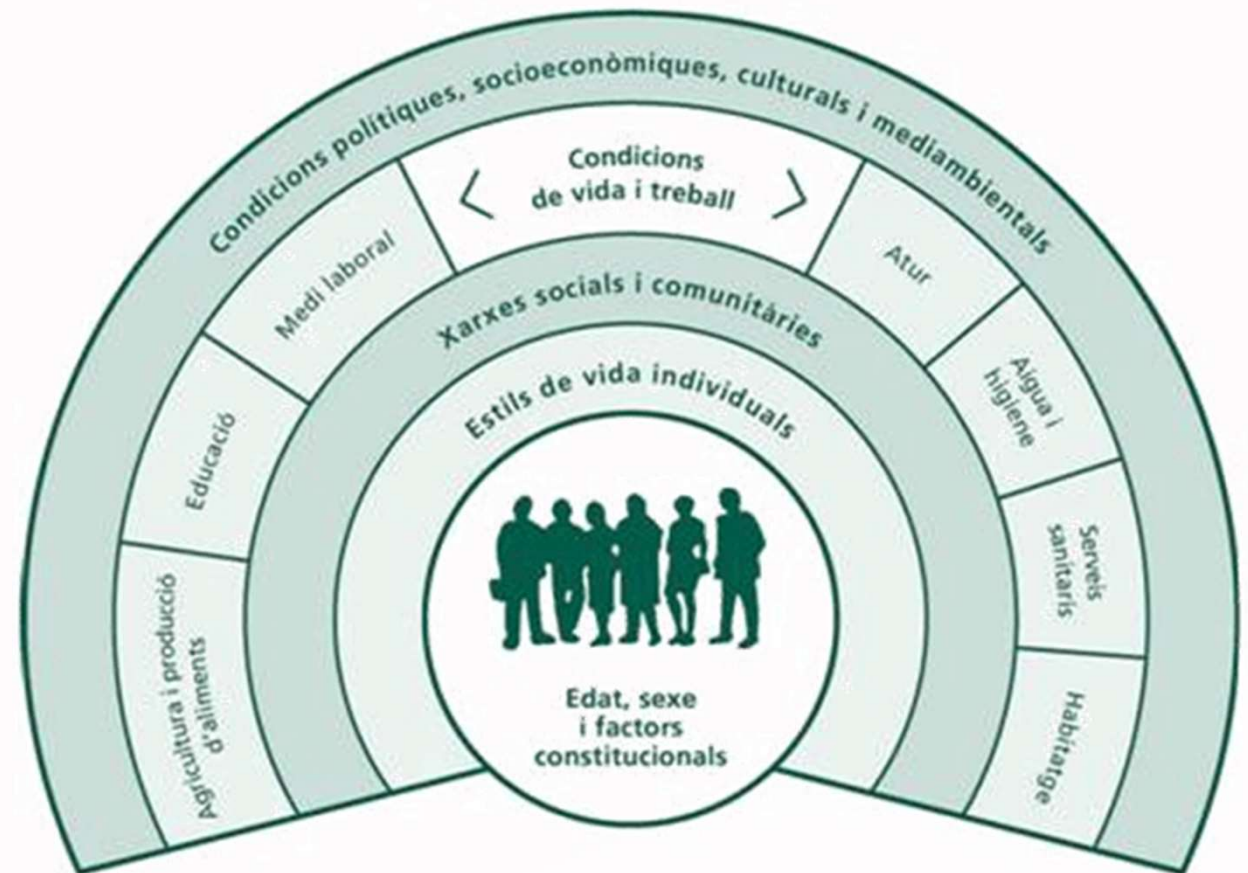 Condicions polítiques, socioeconòmiques, culturals i mediambientals
Condicions
de vida i treball
Medi laboral
Educació
Agricultura i producció
d'aliments
Atur
Aigua i
higiene
Serveis
sanitaris
Habitatge
Xarxes socials i comunitàries
Estils de vida individuals
Edat, sexe
i factors
constitucionals